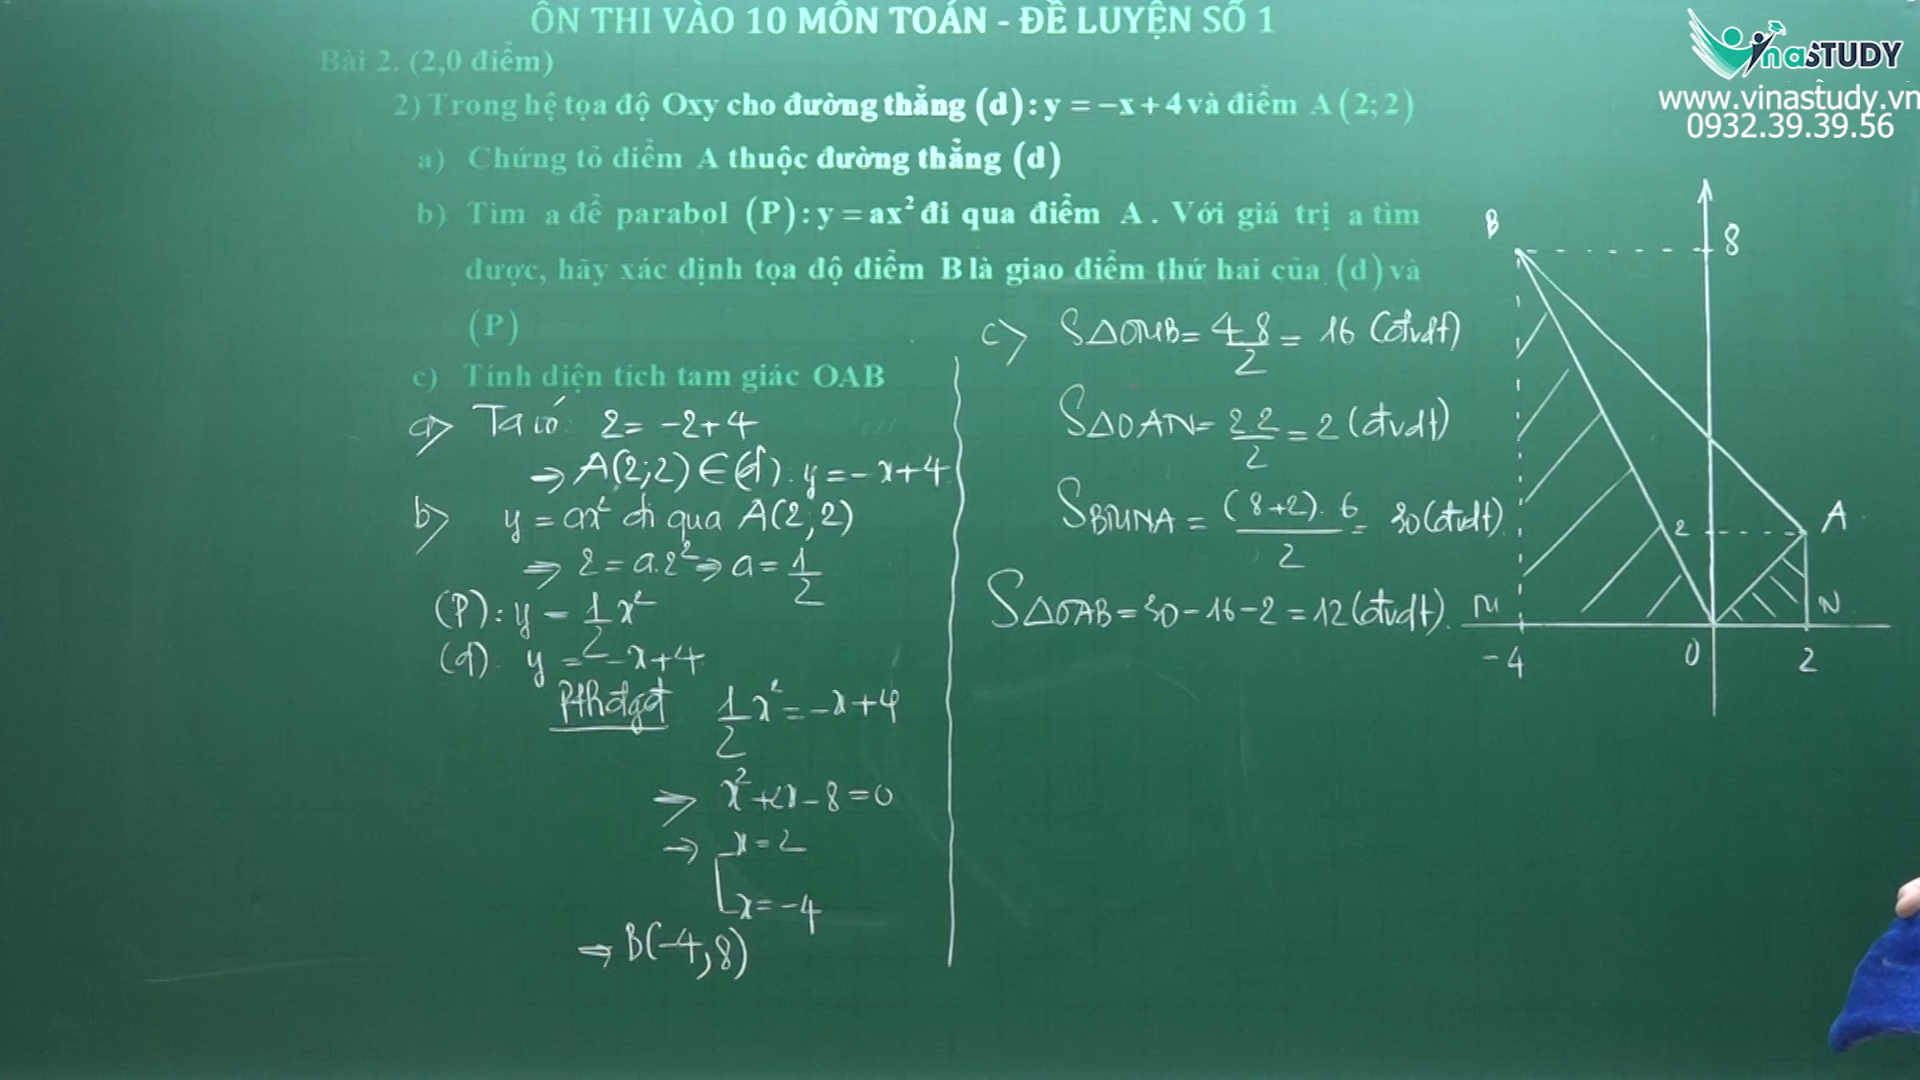 ÔN THI VÀO 10 MÔN TOÁN - ĐỀ LUYỆN SỐ 1
VinaSTUDY
www.vinastudy.vn
0932.39.39.56
Bài 2. (2,0 điểm)
2) Trong hệ tọa độ Oxy cho đường thẳng (d): y = −x + 4 và điểm A(2;2)
a) Chứng tỏ điểm A thuộc đường thẳng (d)
b) Tìm a để parabol (P): y = ax² đi qua điểm A. Với giá trị a tìm
được, hãy xác định tọa độ điểm B là giao điểm thứ hai của (d) và
(P)
c) Tính diện tích tam giác OAB
a) Ta có: 2 = -2+4
→ A(2;2) ∈ (d): y = -x+4
b) y = ax² đi qua A(2;2)
⇒ 2 = a.2² → a = 1/2
(P): y = 1/2 x²
(d): y = -x+4
Pthđgđ 1/2 x² = -x+4
⇒ x²+2x-8=0
→ x=2
x=-4
→ B(-4,8)
c) SΔOMB = 4.8/2 = 16 (đvdt)
SΔOAN = 2.2/2 = 2 (đvdt)
SBMNA = (8+2).6/2 = 30 (đvdt)
SΔOAB = 30-16-2 = 12 (đvdt).
B
8
2
A
M
N
-4
0
2